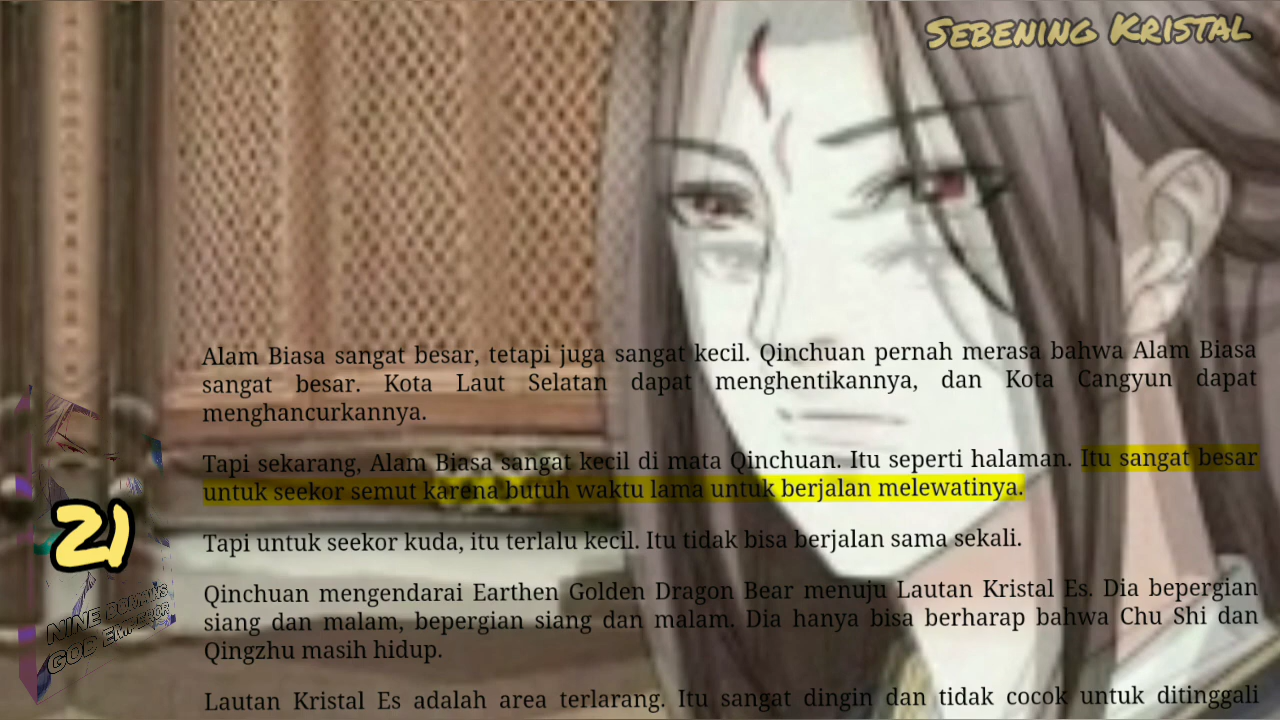 Sebening Kristal
Alam Biasa sangat besar, tetapi juga sangat kecil. Qinchuan pernah merasa bahwa Alam Biasa
sangat besar. Kota Laut Selatan dapat menghentikannya, dan Kota Cangyun dapat
menghancurkannya.
Tapi sekarang, Alam Biasa sangat kecil di mata Qinchuan. Itu seperti halaman. Itu sangat besar
untuk seekor semut karena butuh waktu lama untuk berjalan melewatinya.
Tapi untuk seekor kuda, itu terlalu kecil. Itu tidak bisa berjalan sama sekali.
Qinchuan mengendarai Earthen Golden Dragon Bear menuju Lautan Kristal Es. Dia bepergian
siang dan malam, bepergian siang dan malam. Dia hanya bisa berharap bahwa Chu Shi dan
Qingzhu masih hidup.
Lautan Kristal Es adalah area terlarang. Itu sangat dingin dan tidak cocok untuk ditinggali
21
NINE DOMAINS
GOD EMPEROR